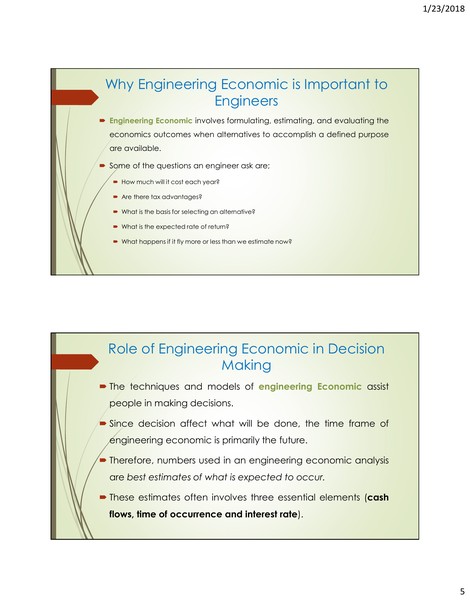 1/23/2018
Why Engineering Economic is Important to
Engineers
Engineering Economic involves formulating, estimating, and evaluating the
economics outcomes when alternatives to accomplish a defined purpose
are available.
Some of the questions an engineer ask are;
How much will it cost each year?
Are there tax advantages?
What is the basis for selecting an alternative?
What is the expected rate of return?
What happens if it fly more or less than we estimate now?
Role of Engineering Economic in Decision
Making
The techniques and models of engineering Economic assist
people in making decisions.
Since decision affect what will be done, the time frame of
engineering economic is primarily the future.
Therefore, numbers used in an engineering economic analysis
are best estimates of what is expected to occur.
These estimates often involves three essential elements (cash
flows, time of occurrence and interest rate).
5